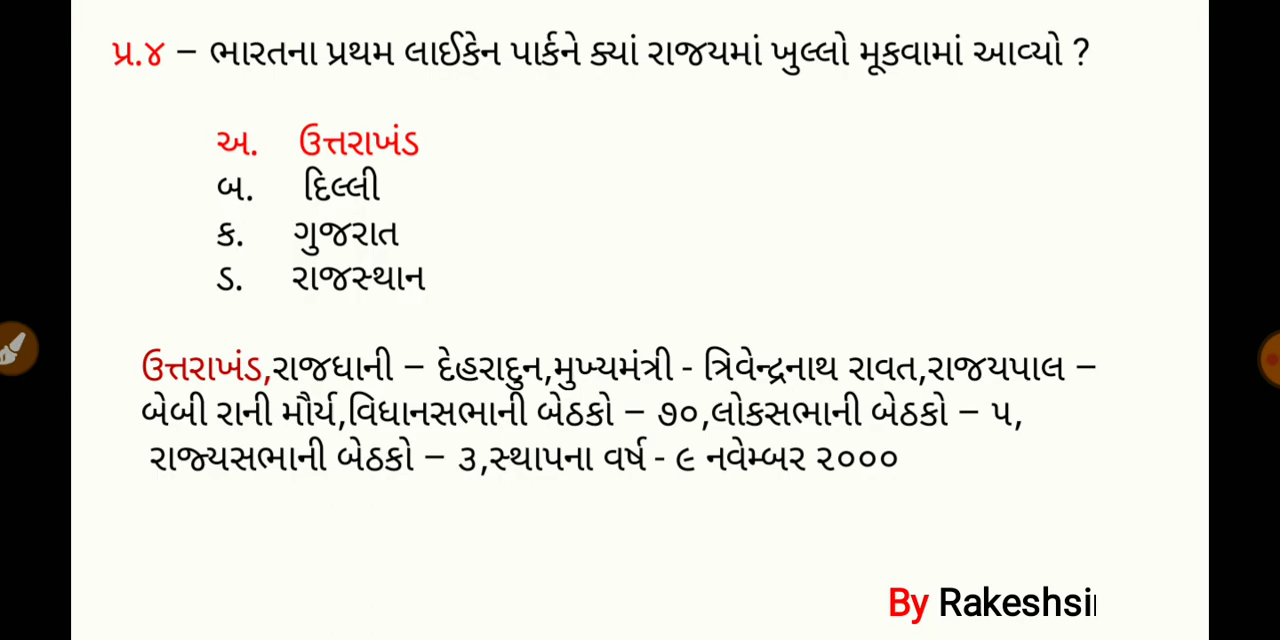 પ્ર.૪ – ભારતના પ્રથમ લાઈકેન પાર્કને ક્યાં રાજયમાં ખુલ્લો મૂકવામાં આવ્યો ?
અ. ઉત્તરાખંડ
બ. દિલ્લી
ક. ગુજરાત
ડ. રાજસ્થાન
ઉત્તરાખંડ,રાજધાની – દેહરાદુન,મુખ્યમંત્રી - ત્રિવેન્દ્રનાથ રાવત,રાજયપાલ –
બેબી રાની મૌર્ય,વિધાનસભાની બેઠકો – ૭૦,લોકસભાની બેઠકો – ૫,
રાજ્યસભાની બેઠકો – ૩,સ્થાપના વર્ષ - ૯ નવેમ્બર ૨૦૦૦
By